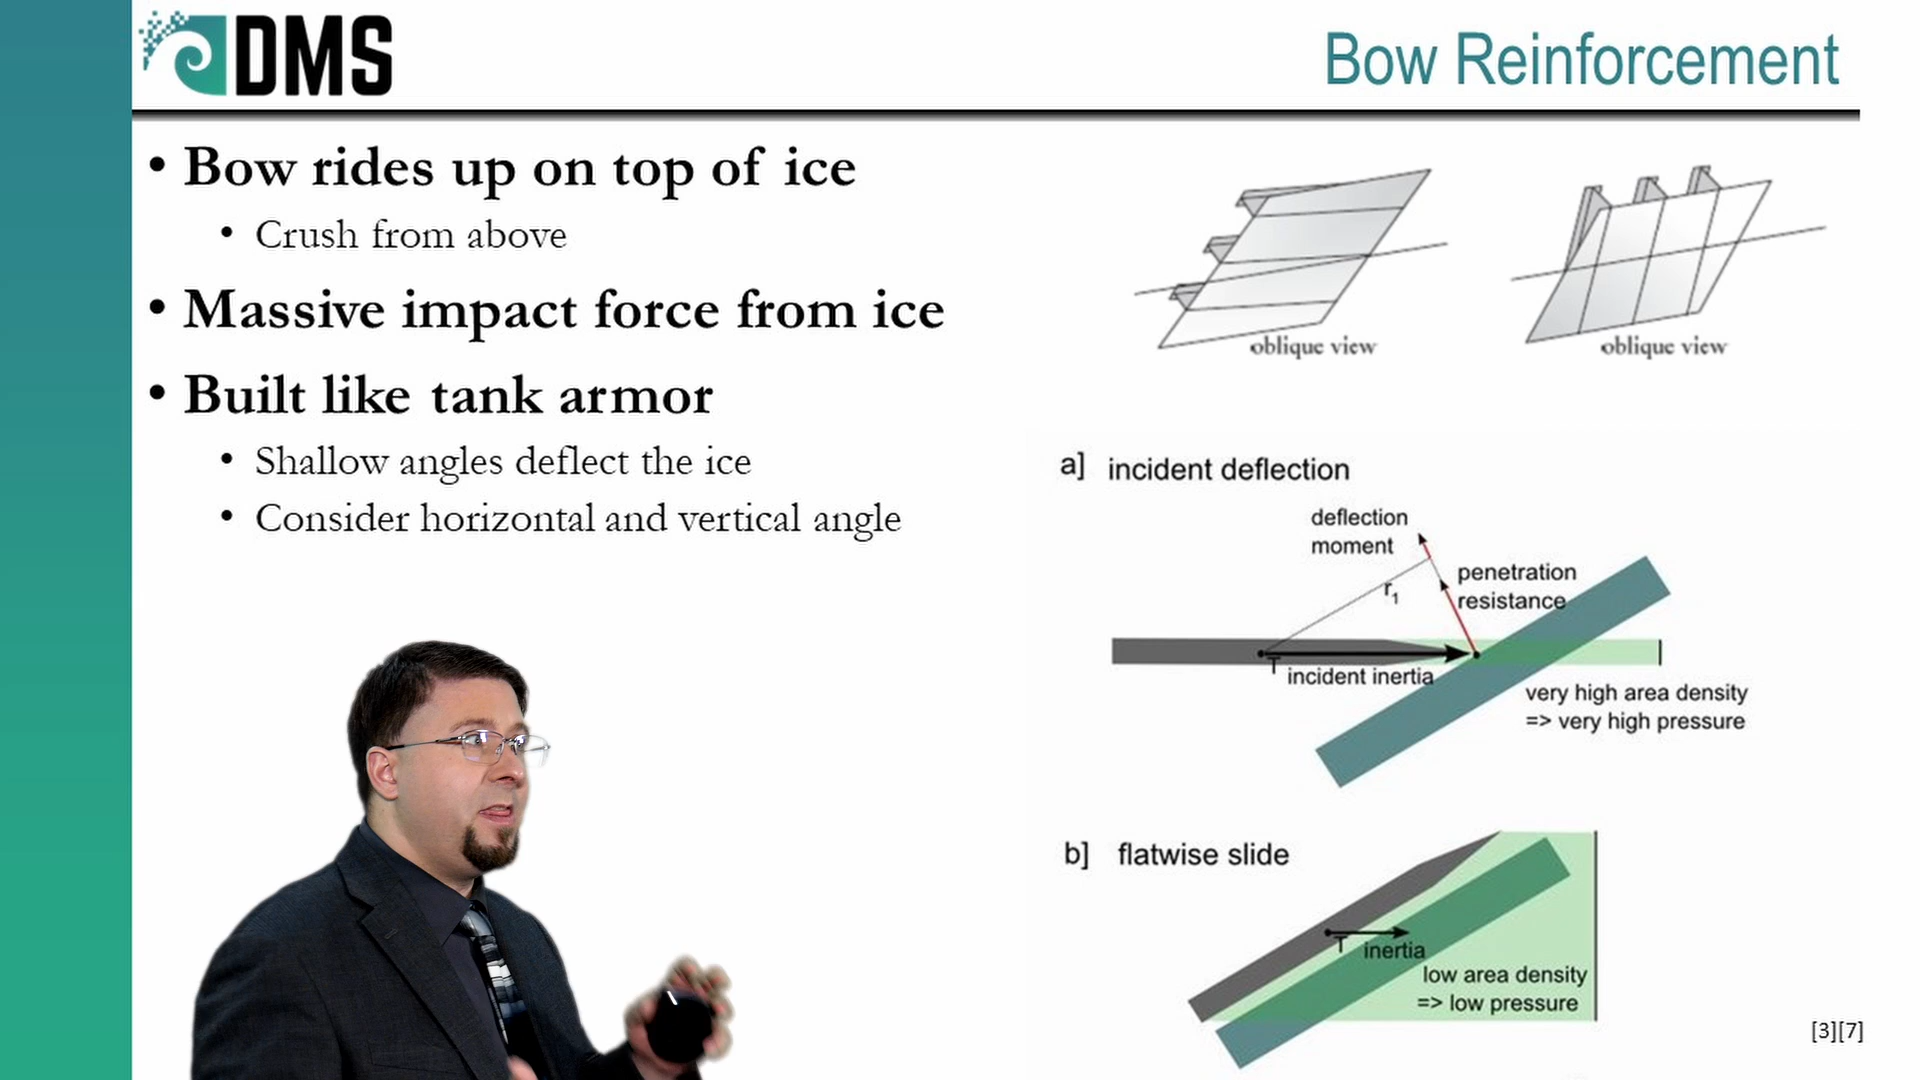 DMS
Bow Reinforcement
• Bow rides up on top of ice
• Crush from above
• Massive impact force from ice
• Built like tank armor
• Shallow angles deflect the ice
• Consider horizontal and vertical angle
oblique view
oblique view
a] incident deflection
deflection
moment
penetration
resistance
r1
T
incident inertia
very high area density
=> very high pressure
b] flatwise slide
T
inertia
low area density
=> low pressure
[3][7]